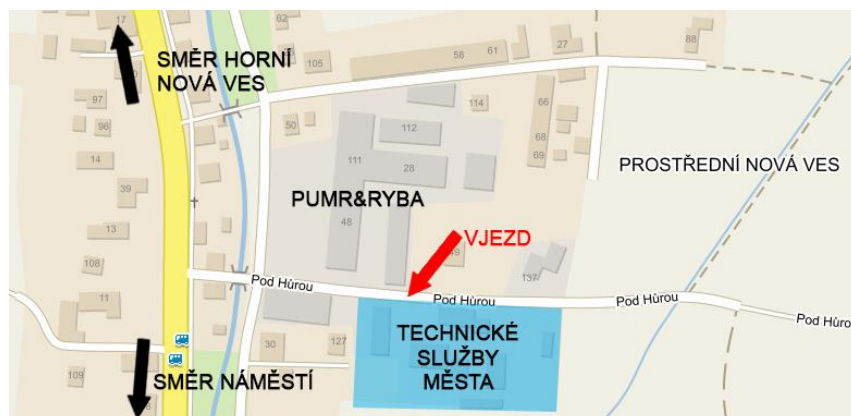 17
62
SMĚR HORNÍ
NOVÁ VES
105
56
61
27
88
97
96
50
114
66
112
68
111
28
69
14
39
PROSTŘEDNÍ NOVÁ VES
PUMR&RYBA
48
13
VJEZD
49
108
Pod Hůrou
137
11
Pod Hůrou
Pod Hůrou
Pod Hůrou
TECHNICKÉ
SLUŽBY
MĚSTA
30
127
109
SMĚR NÁMĚSTÍ